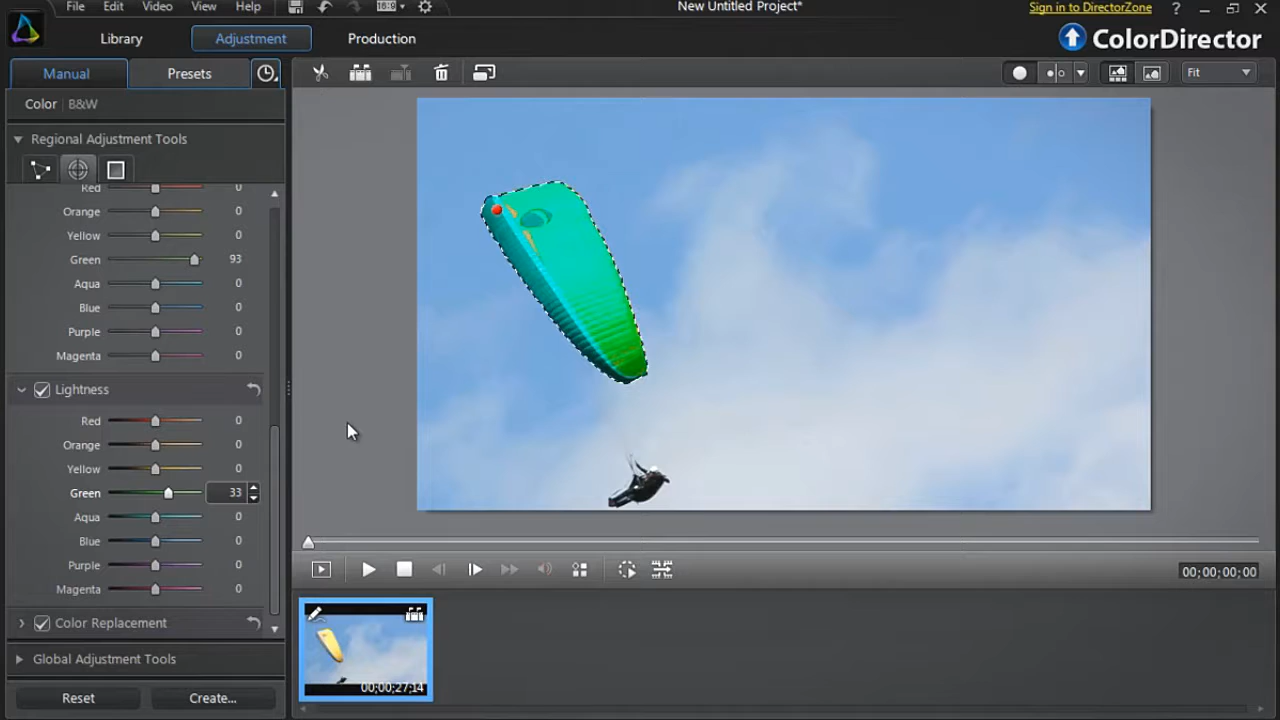 File Edit Video View Help 16:9 New Untitled Project* Sign in to DirectorZone ?
Library Adjustment Production ColorDirector
Manual Presets Fit
Color B&W
Regional Adjustment Tools
Red 0
Orange 0
Yellow 0
Green 93
Aqua 0
Blue 0
Purple 0
Magenta 0
Lightness
Red 0
Orange 0
Yellow 0
Green 33
Aqua 0
Blue 0
Purple 0
Magenta 0
Color Replacement
Global Adjustment Tools
Reset Create...
00;00;00;00
00;00;27;14